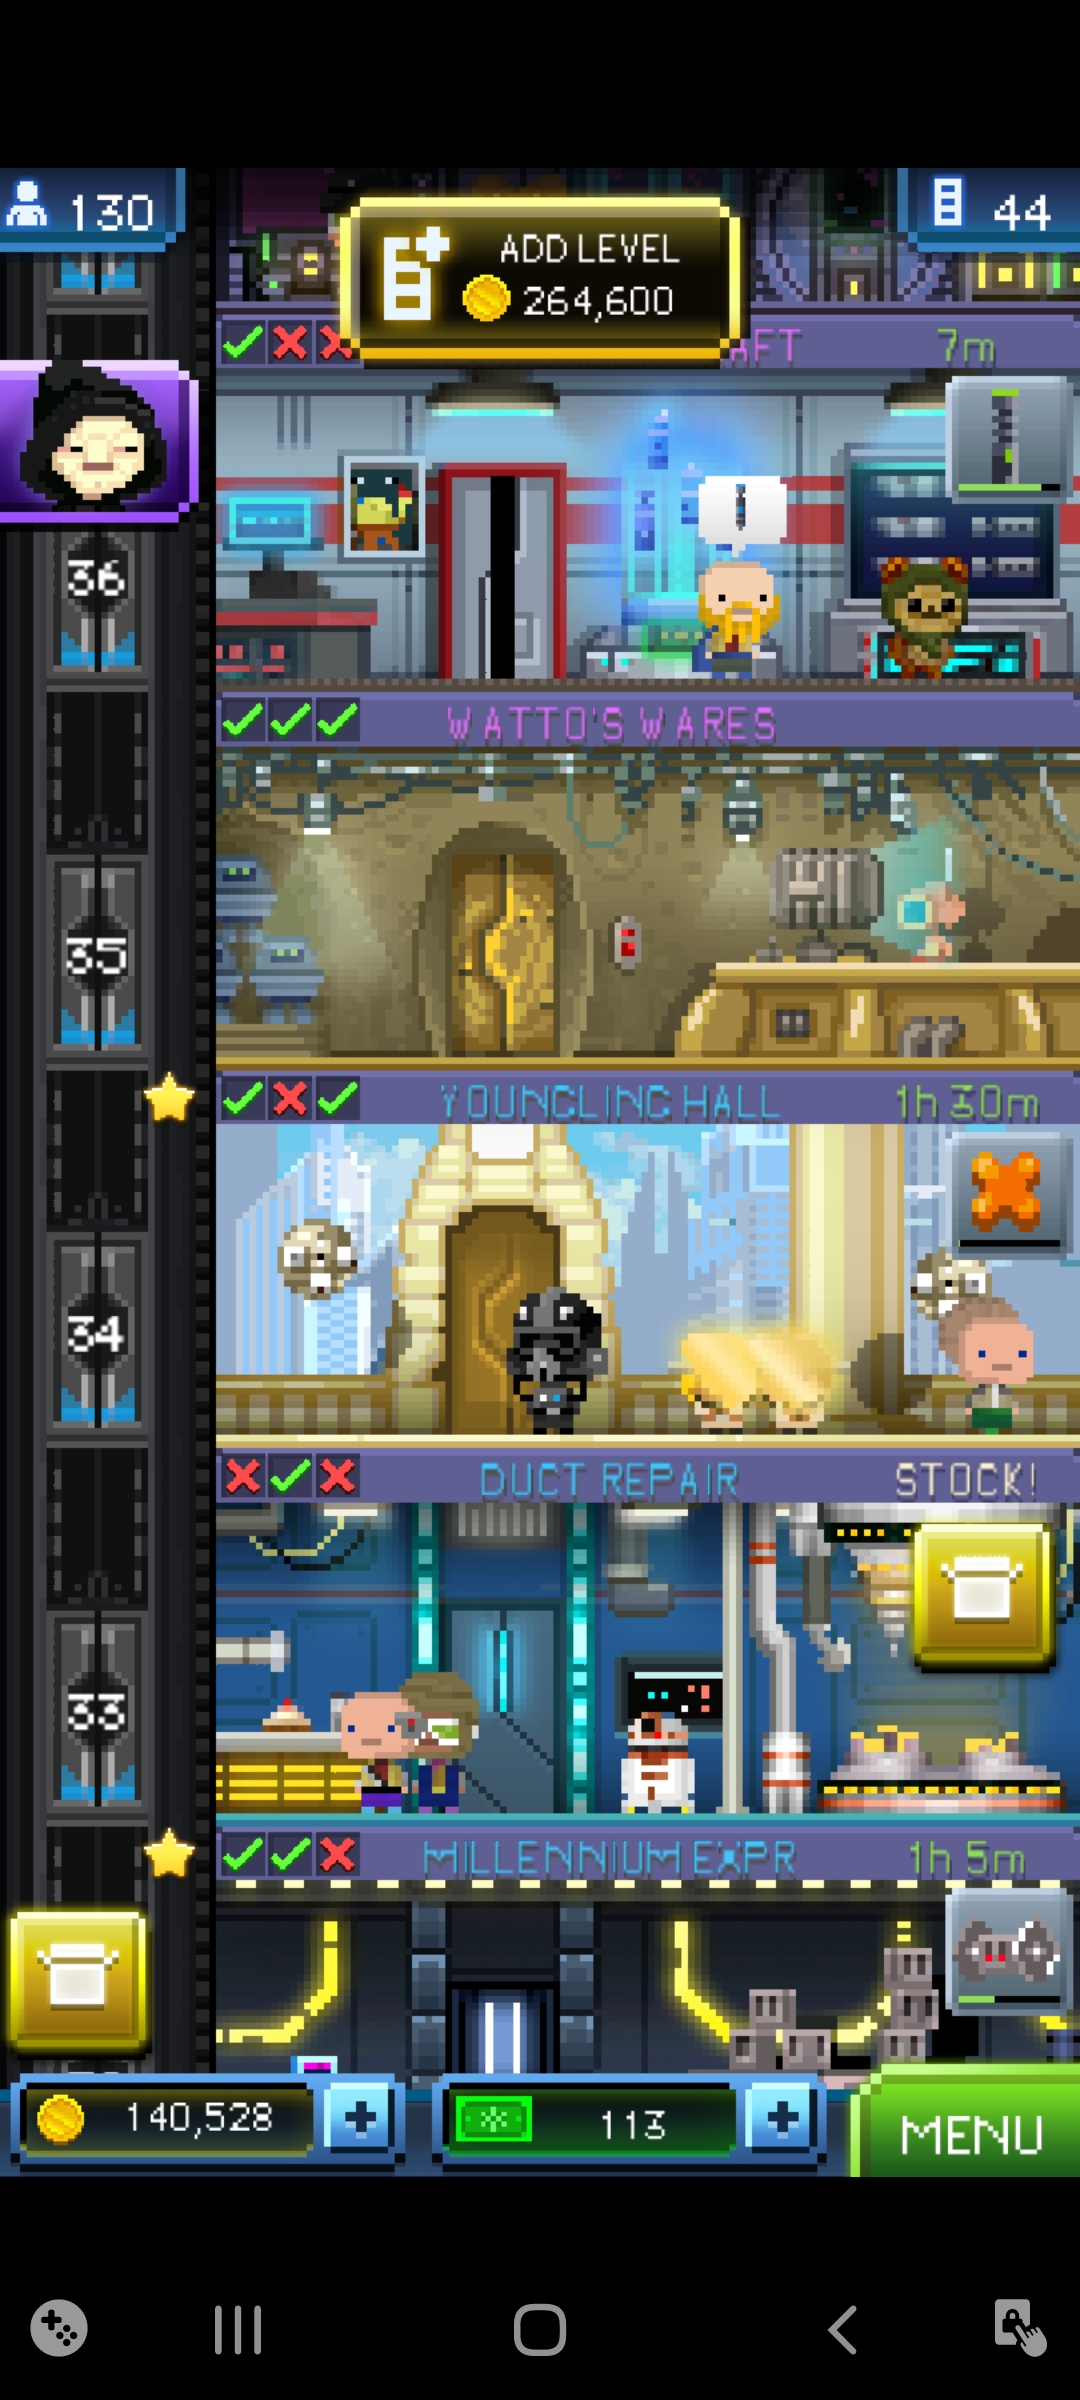 130
ADD LEVEL
264,600
44
AFT
7m
36
WATTO'S WARES
35
YOUNGLING HALL
1h 30m
34
DUCT REPAIR
STOCK!
33
MILLENNIUM EXPR
1h 5m
140,528
113
MENU